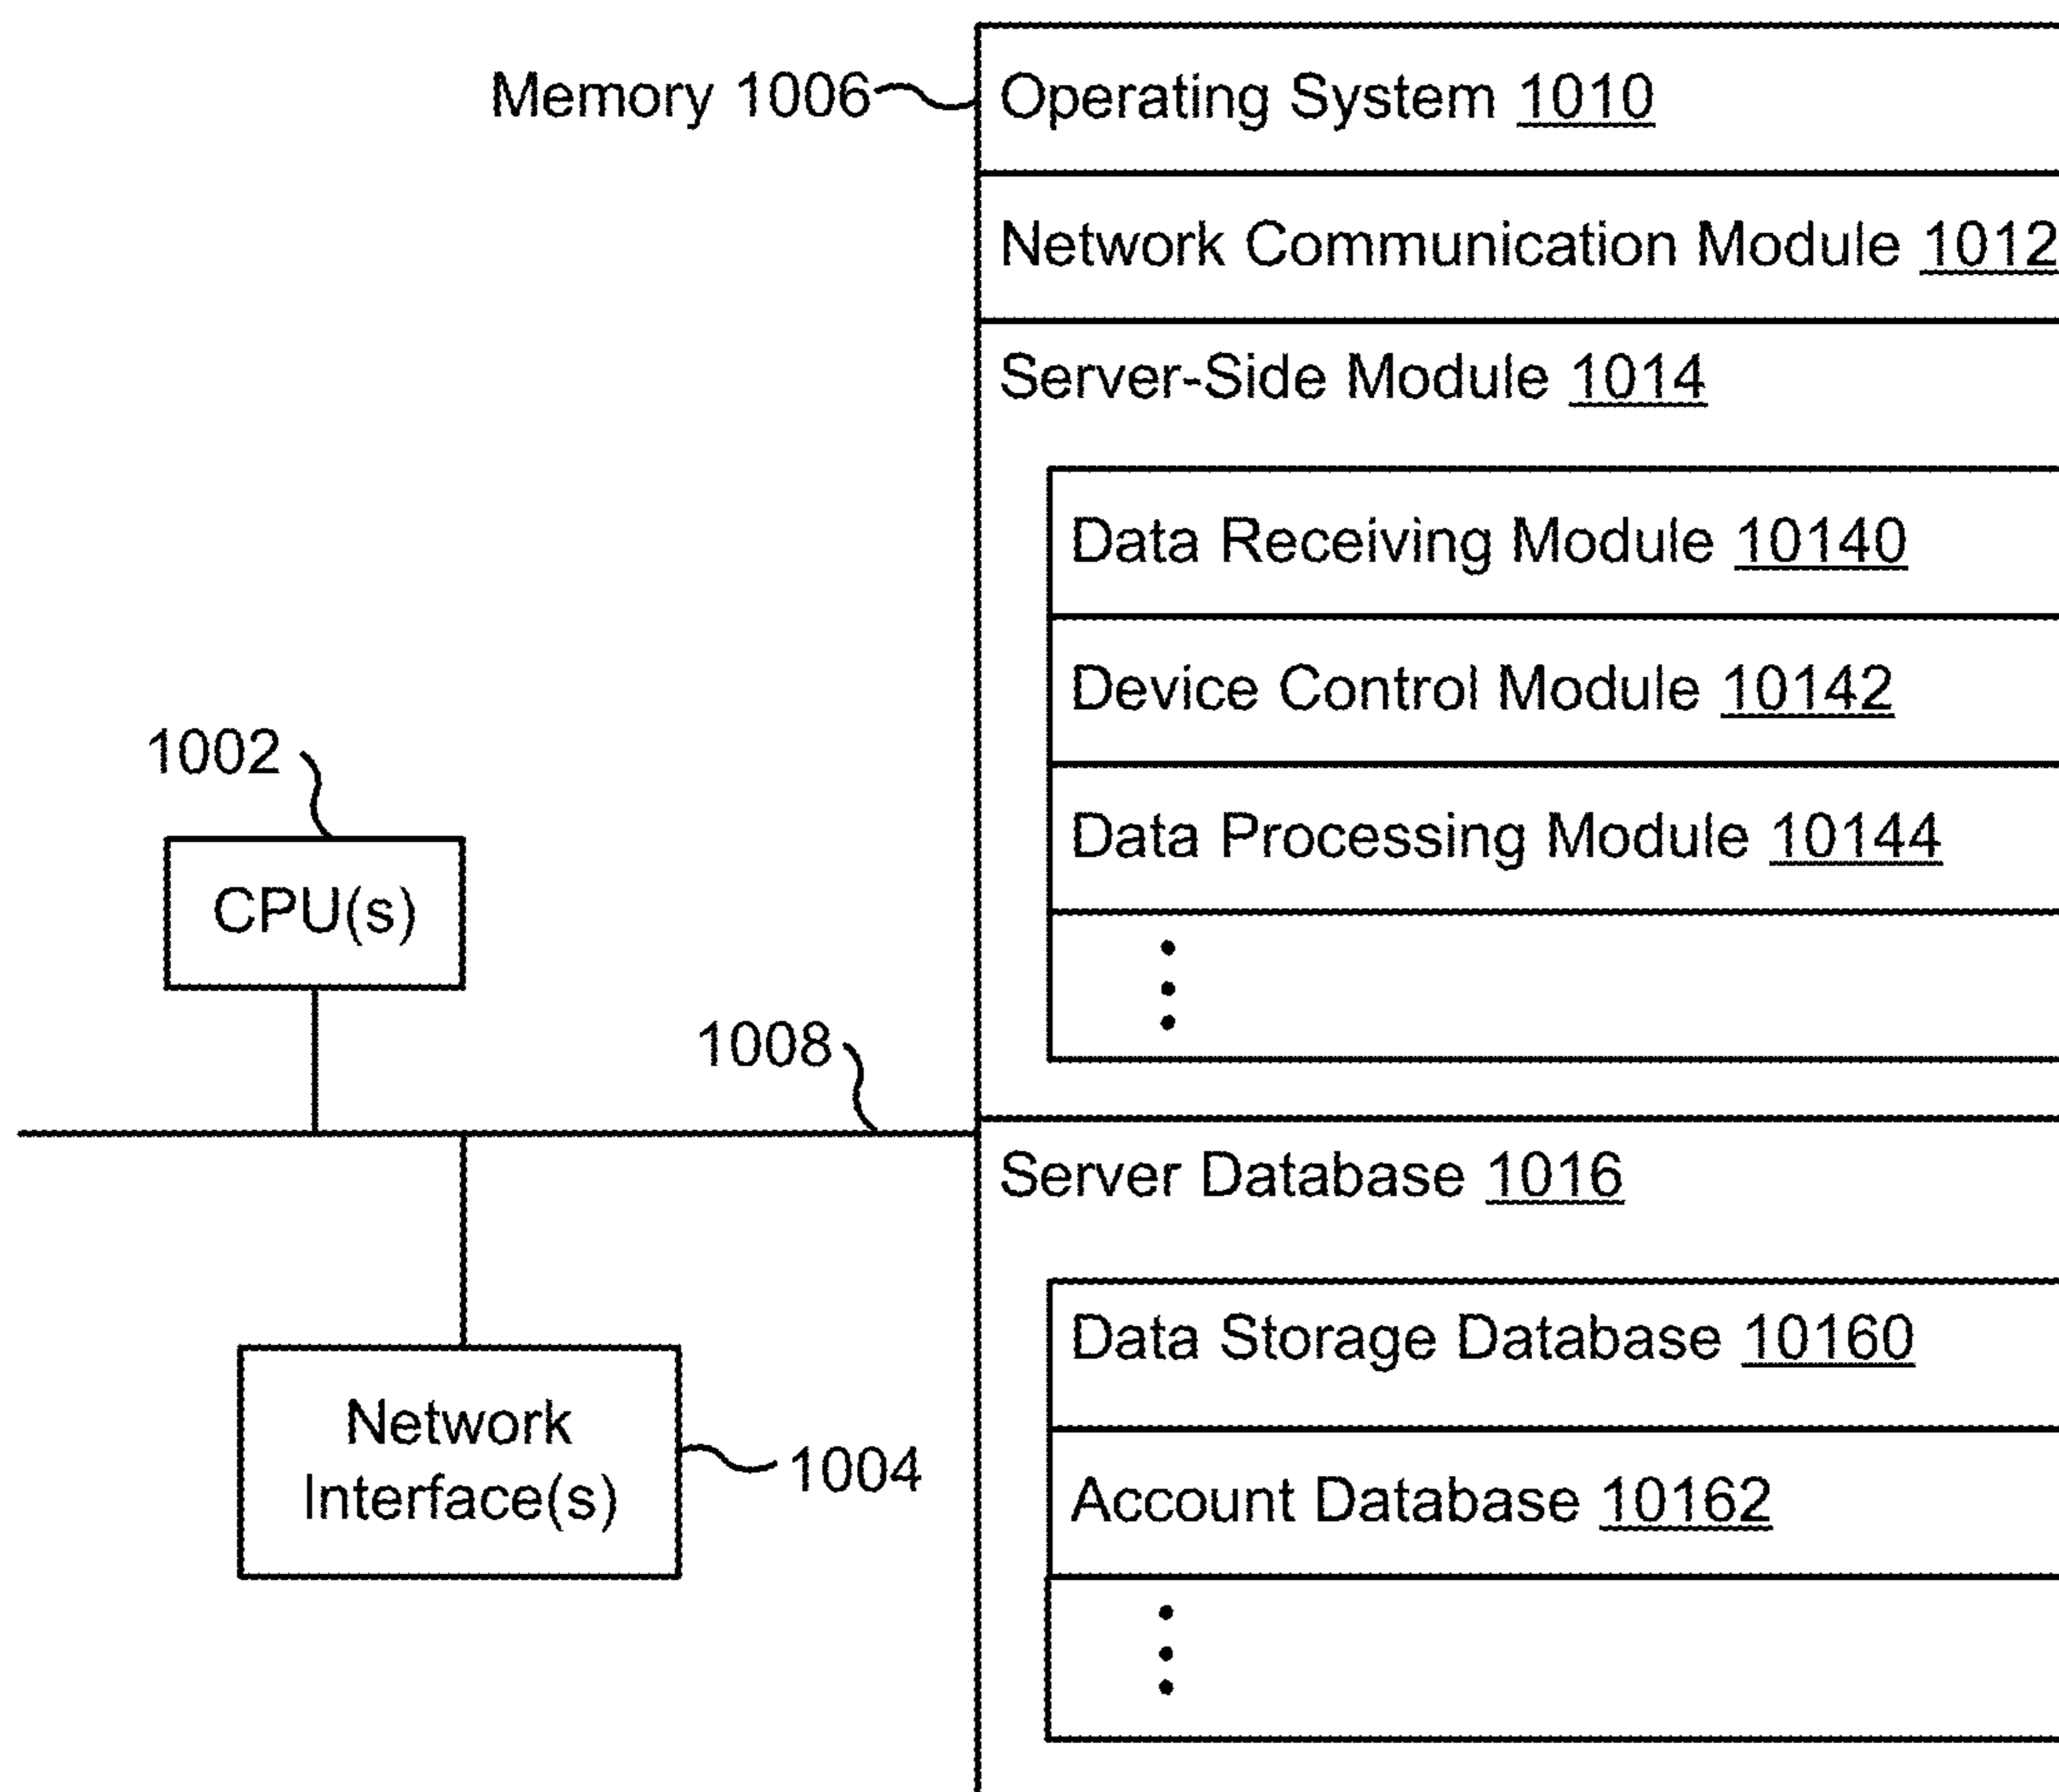 Memory 1006
Operating System 1010
Network Communication Module 1012
Server-Side Module 1014
Data Receiving Module 10140
Device Control Module 10142
Data Processing Module 10144
1002
CPU(s)
1008
Network
Interface(s)
1004
Server Database 1016
Data Storage Database 10160
Account Database 10162